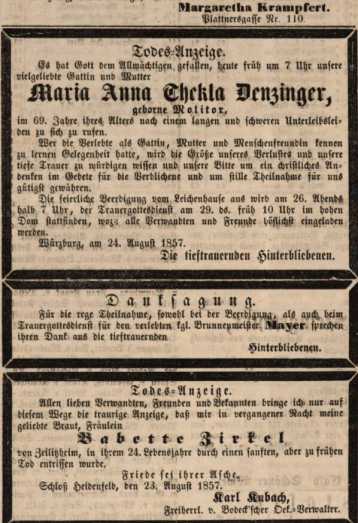 Margaretha Krampfert.
Plattnersgasse Nr. 110
Todes-Anzeige.
Es hat Gott dem Allmächtigen gefallen, heute früh um 7 Uhr unsere
vielgeliebte Gattin und Mutter
Maria Anna Thekla Denzinger,
geborne Molitor,
im 69. Jahre ihres Alters nach einem langen und schweren Unterleibslei-
den zu sich zu rufen.
Wer die Verlebte als Gattin, Mutter und Menschenfreundin kennen
zu lernen Gelegenheit hatte, wird die Größe unseres Verlustes und unsere
tiefe Trauer zu würdigen wissen und unsere Bitte um ein christliches An-
denken im Gebete für die Verblichene und um stille Theilnahme für uns
gütigst gewähren.
Die feierliche Beerdigung vom Leichenhause aus wird am 26. Abends
halb 7 Uhr, der Trauergottesdienst am 29. ds. früh 10 Uhr im hohen
Dom stattfinden, wozu alle Verwandten und Freunde höflichst eingeladen
werden.
Würzburg, am 24. August 1857.
Die tieftrauernden Hinterbliebenen.
Danksagung.
Für die rege Theilnahme, sowohl bei der Beerdigung, als auch beim
Trauergottesdienst für den verlebten kgl. Brunnenmeister Mayer sprechen
ihren Dank aus die tieftrauernden
Hinterbliebenen.
Todes-Anzeige.
Allen lieben Verwandten, Freunden und Bekannten bringe ich nur auf
diesem Wege die traurige Anzeige, daß mir in vergangener Nacht meine
geliebte Braut, Fräulein
Babette Zirkel
von Zeilitzheim, in ihrem 24. Lebensjahre durch einen sanften, aber zu frühen
Tod entrissen wurde.
Friede sei ihrer Asche.
Schloß Heidenfeld, den 23. August 1857.
Karl Kubach,
Freiherrl. v. Bodeck'scher Oek.-Verwalter.